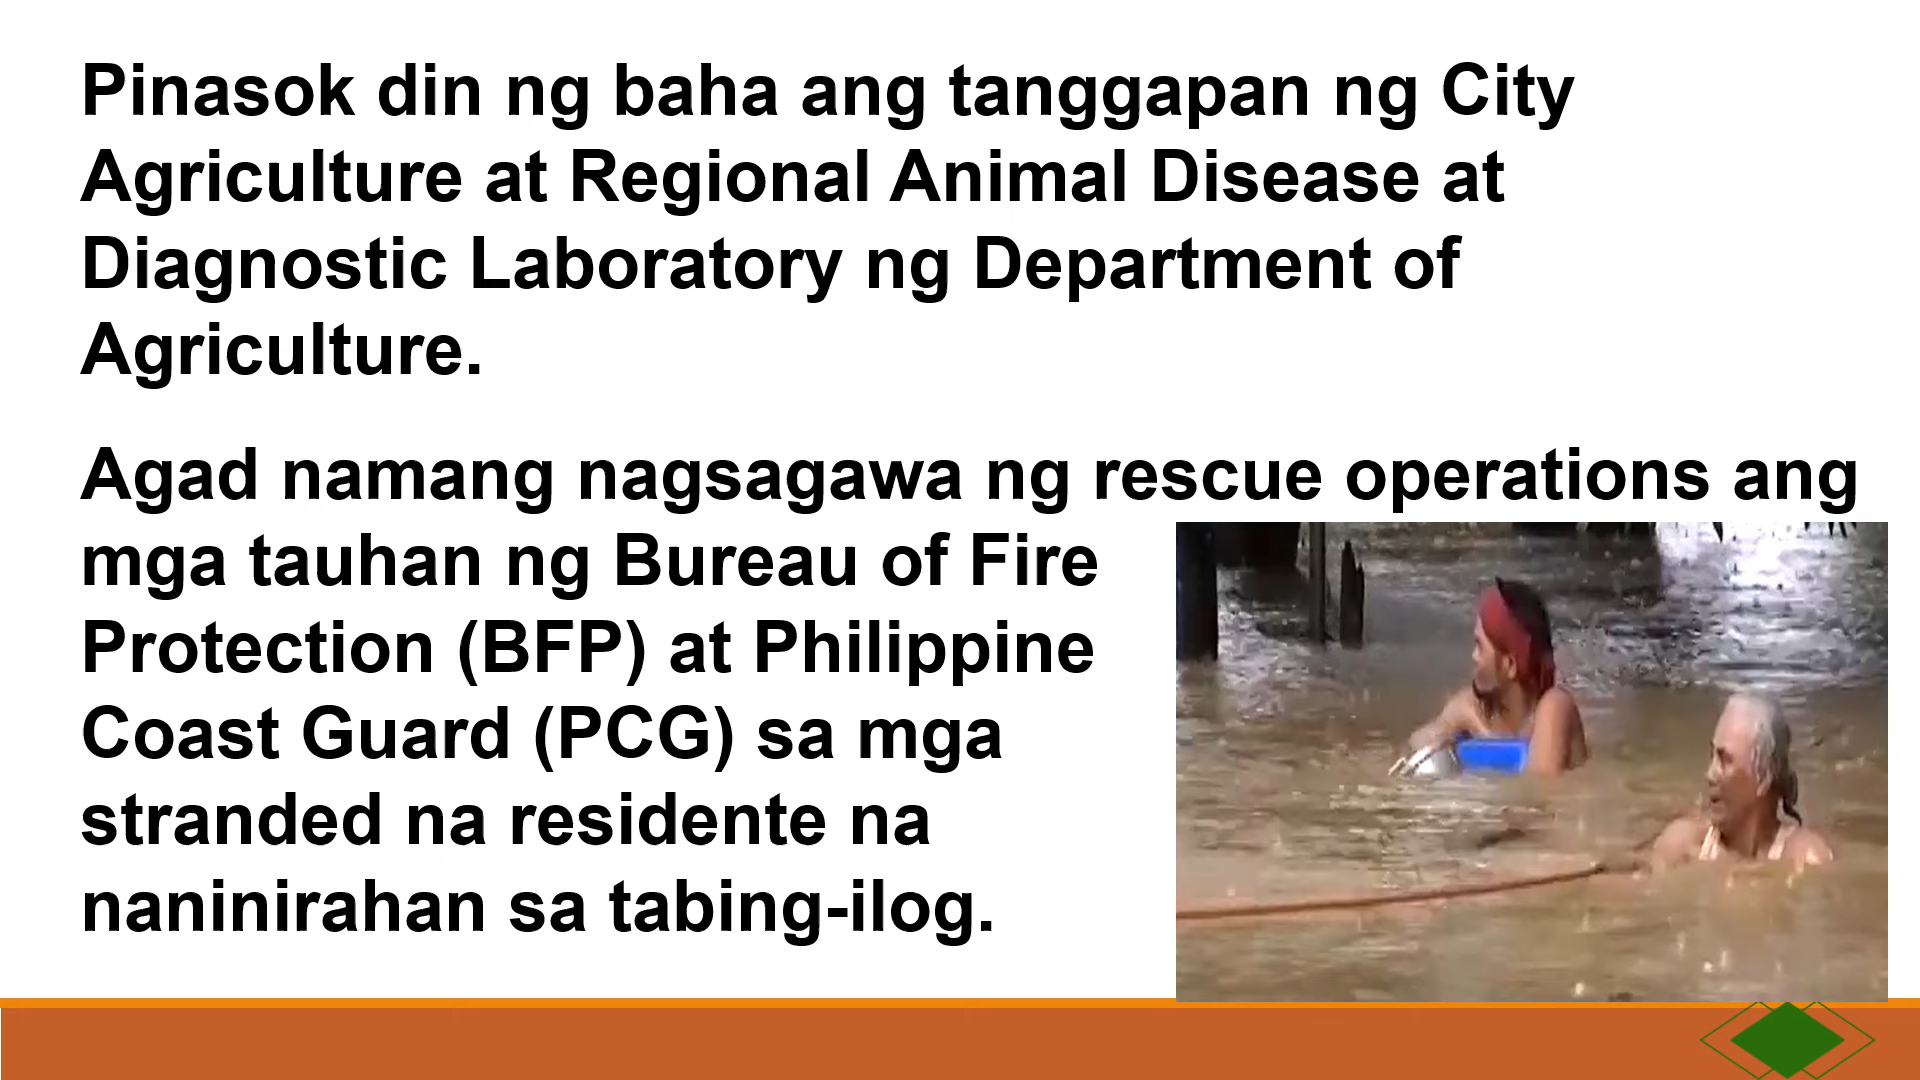 Pinasok din ng baha ang tanggapan ng City
Agriculture at Regional Animal Disease at
Diagnostic Laboratory ng Department of
Agriculture.
Agad namang nagsagawa ng rescue operations ang
mga tauhan ng Bureau of Fire
Protection (BFP) at Philippine
Coast Guard (PCG) sa mga
stranded na residente na
naninirahan sa tabing-ilog.